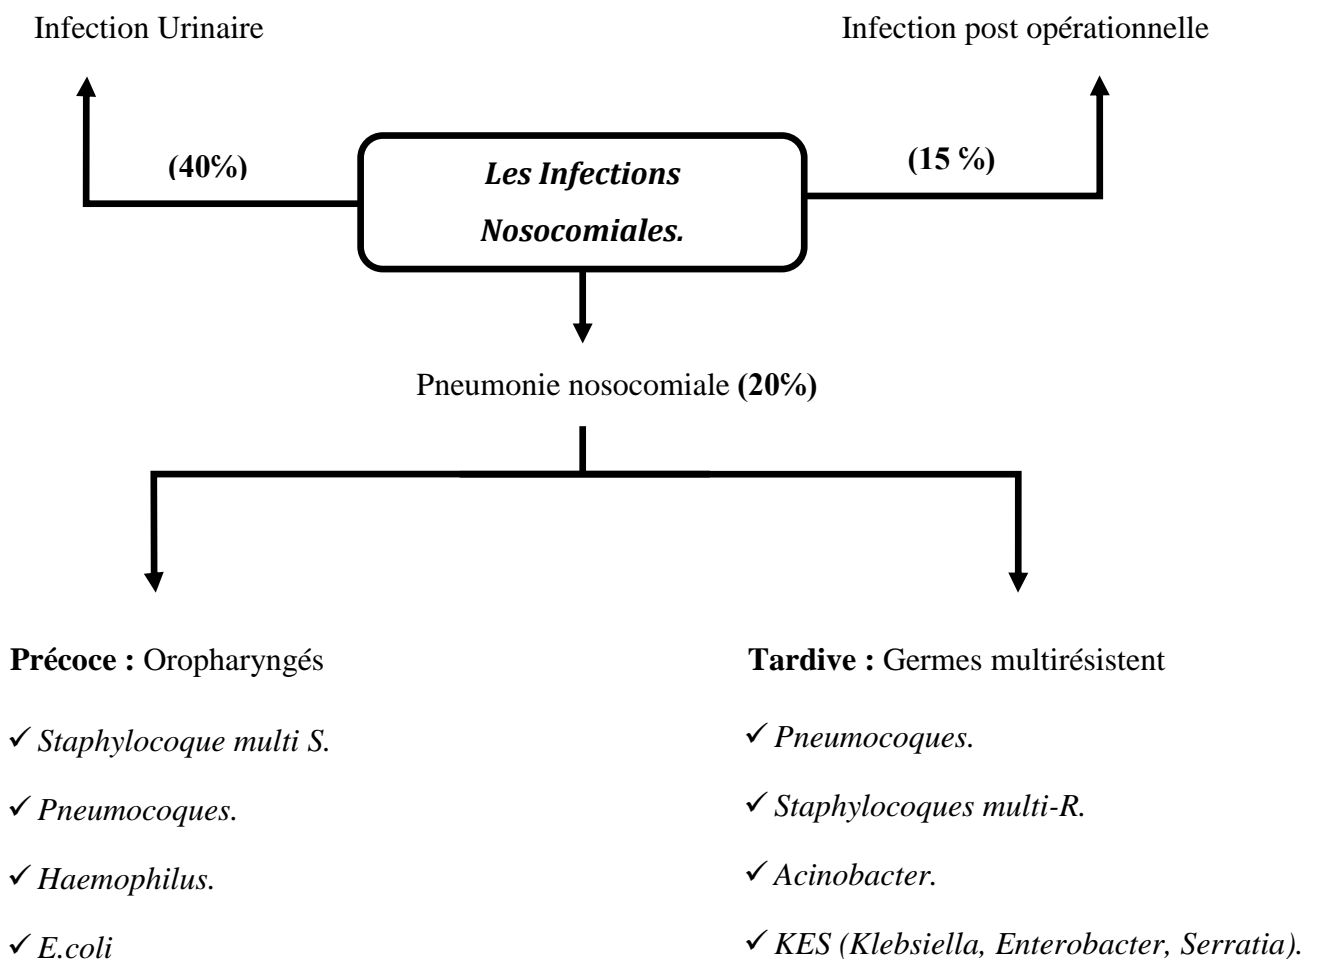 Infection Urinaire
Infection post opérationnelle
(40%)
(15 %)
Les Infections
Nosocomiales.
Pneumonie nosocomiale (20%)
Précoce : Oropharyngés
✓ Staphylocoque multi S.
✓ Pneumocoques.
✓ Haemophilus.
✓ E.coli
Tardive : Germes multirésistent
✓ Pneumocoques.
✓ Staphylocoques multi-R.
✓ Acinobacter.
✓ KES (Klebsiella, Enterobacter, Serratia).